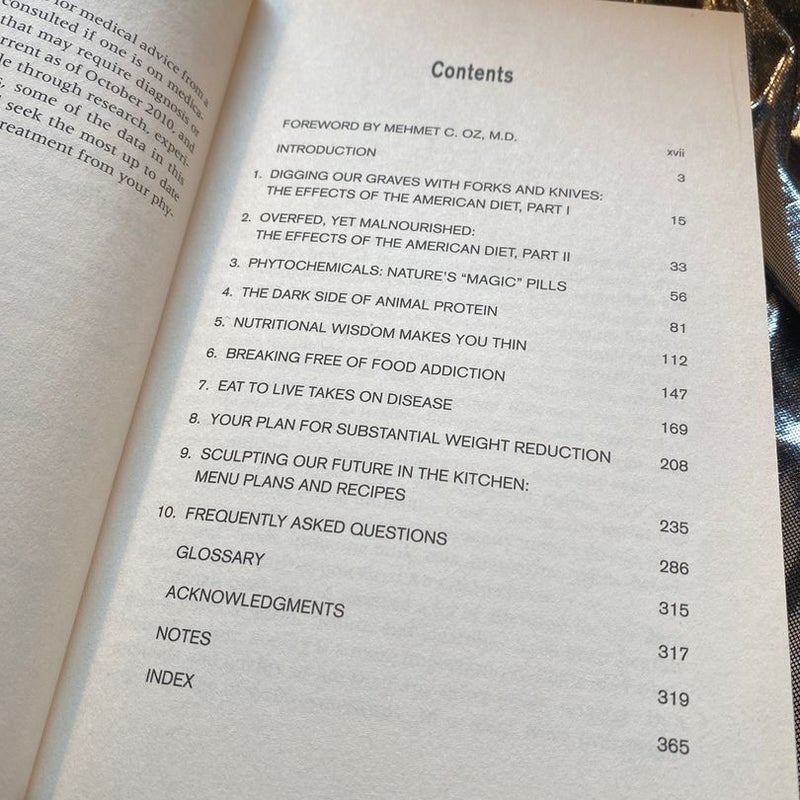 for medical advice from a
consulted if one is on medica-
that may require diagnosis or
rrent as of October 2010, and
le through research, experi-
s, some of the data in this
seek the most up to date
reatment from your phy-
Contents
FOREWORD BY MEHMET C. OZ, M.D. xvii
INTRODUCTION 3
1. DIGGING OUR GRAVES WITH FORKS AND KNIVES:
THE EFFECTS OF THE AMERICAN DIET, PART I 15
2. OVERFED, YET MALNOURISHED:
THE EFFECTS OF THE AMERICAN DIET, PART II 33
3. PHYTOCHEMICALS: NATURE'S “MAGIC” PILLS 56
4. THE DARK SIDE OF ANIMAL PROTEIN 81
5. NUTRITIONAL WISDOM MAKES YOU THIN 112
6. BREAKING FREE OF FOOD ADDICTION 147
7. EAT TO LIVE TAKES ON DISEASE 169
8. YOUR PLAN FOR SUBSTANTIAL WEIGHT REDUCTION 208
9. SCULPTING OUR FUTURE IN THE KITCHEN:
MENU PLANS AND RECIPES 235
10. FREQUENTLY ASKED QUESTIONS 286
GLOSSARY 315
ACKNOWLEDGMENTS 317
NOTES 319
INDEX 365